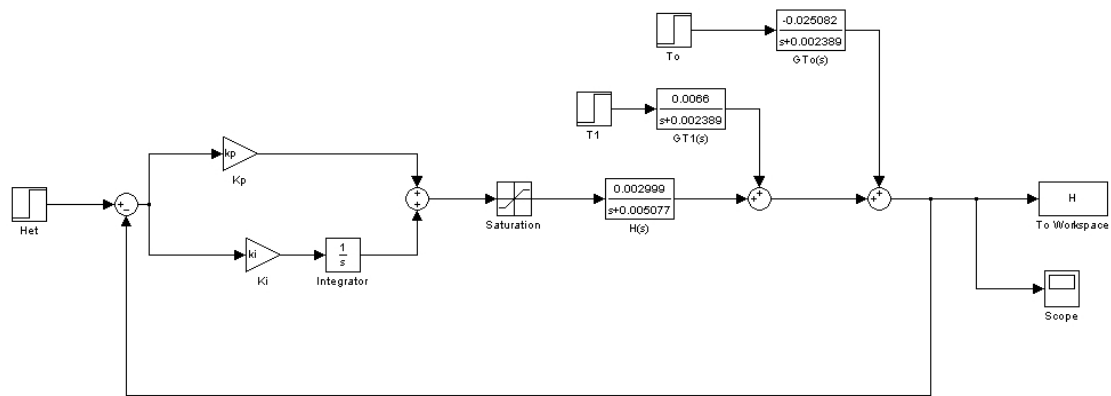 -0.025082
s+0.002389
To
GTo(s)
0.0066
s+0.002389
T1
GT1(s)
kp
Kp
+
−
Het
+
+
Saturation
0.002999
s+0.005077
H(s)
+
+
+
+
H
To Workspace
ki
Ki
1
s
Integrator
Scope